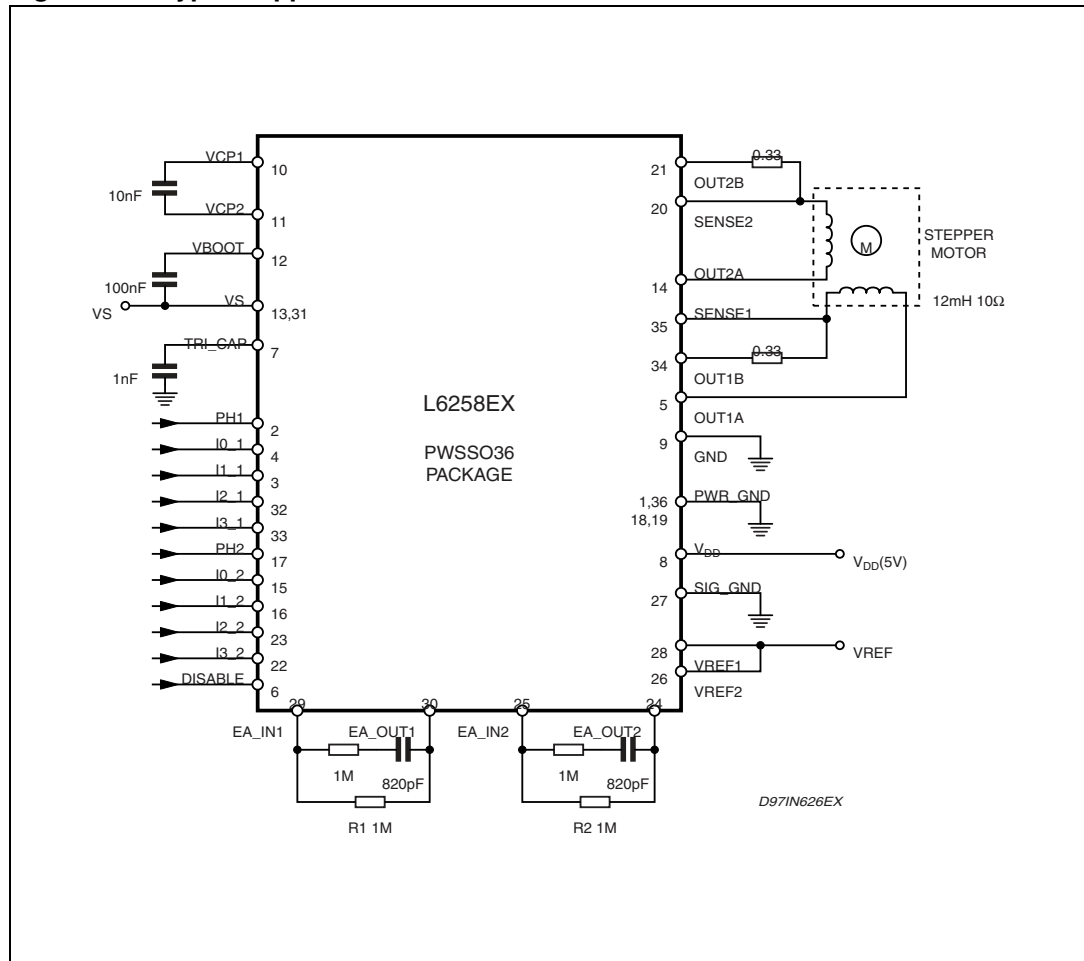 VCP1
10
10nF
VCP2
11
VBOOT
12
100nF
VS
VS
13,31
TRI_CAP
7
1nF
PH1
2
I0_1
4
I1_1
3
I2_1
32
I3_1
33
PH2
17
I0_2
15
I1_2
16
I2_2
23
I3_2
22
DISABLE
6
L6258EX
PWSSO36
PACKAGE
0.33
21
OUT2B
20
SENSE2
STEPPER
MOTOR
M
OUT2A
14
12mH 10Ω
SENSE1
35
0.33
34
OUT1B
5
OUT1A
9
GND
1,36
PWR_GND
18,19
VDD
8
VDD(5V)
SIG_GND
27
28
VREF
VREF1
26
VREF2
29
30
25
24
EA_IN1
EA_OUT1
EA_IN2
EA_OUT2
1M
820pF
1M
820pF
R1 1M
R2 1M
D97IN626EX